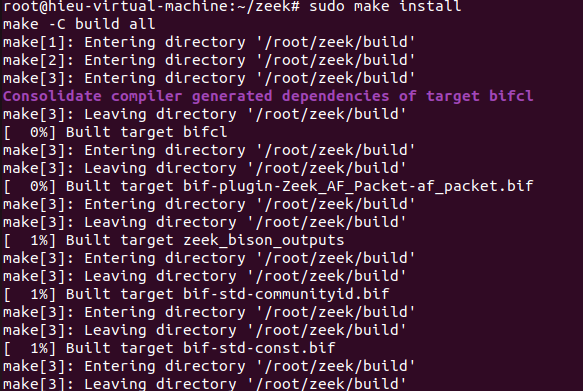 root@hieu-virtual-machine:~/zeek# sudo make install
make -C build all
make[1]: Entering directory '/root/zeek/build'
make[2]: Entering directory '/root/zeek/build'
make[3]: Entering directory '/root/zeek/build'
Consolidate compiler generated dependencies of target bifcl
make[3]: Leaving directory '/root/zeek/build'
[  0%] Built target bifcl
make[3]: Entering directory '/root/zeek/build'
make[3]: Leaving directory '/root/zeek/build'
[  0%] Built target bif-plugin-Zeek_AF_Packet-af_packet.bif
make[3]: Entering directory '/root/zeek/build'
make[3]: Leaving directory '/root/zeek/build'
[  1%] Built target zeek_bison_outputs
make[3]: Entering directory '/root/zeek/build'
make[3]: Leaving directory '/root/zeek/build'
[  1%] Built target bif-std-communityid.bif
make[3]: Entering directory '/root/zeek/build'
make[3]: Leaving directory '/root/zeek/build'
[  1%] Built target bif-std-const.bif
make[3]: Entering directory '/root/zeek/build'
make[3]: Leaving directory '/root/zeek/build'